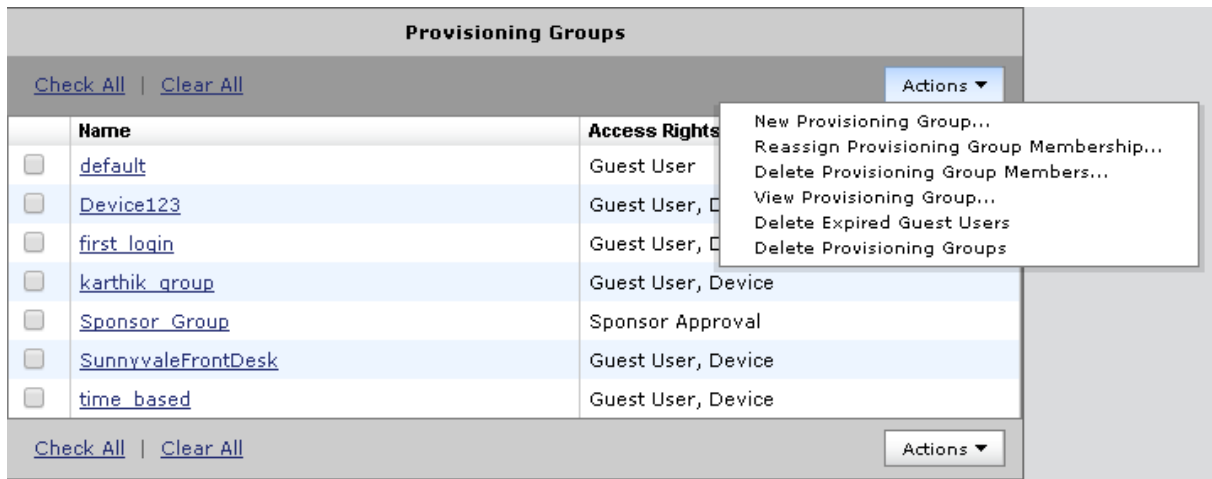 Provisioning Groups
Check All | Clear All
Actions ▼
Name
Access Rights
New Provisioning Group...
Reassign Provisioning Group Membership...
Delete Provisioning Group Members...
View Provisioning Group...
Delete Expired Guest Users
Delete Provisioning Groups
default
Guest User
Device123
Guest User,
first_login
Guest User,
karthik_group
Guest User, Device
Sponsor_Group
Sponsor Approval
SunnyvaleFrontDesk
Guest User, Device
time_based
Guest User, Device
Check All | Clear All
Actions ▼